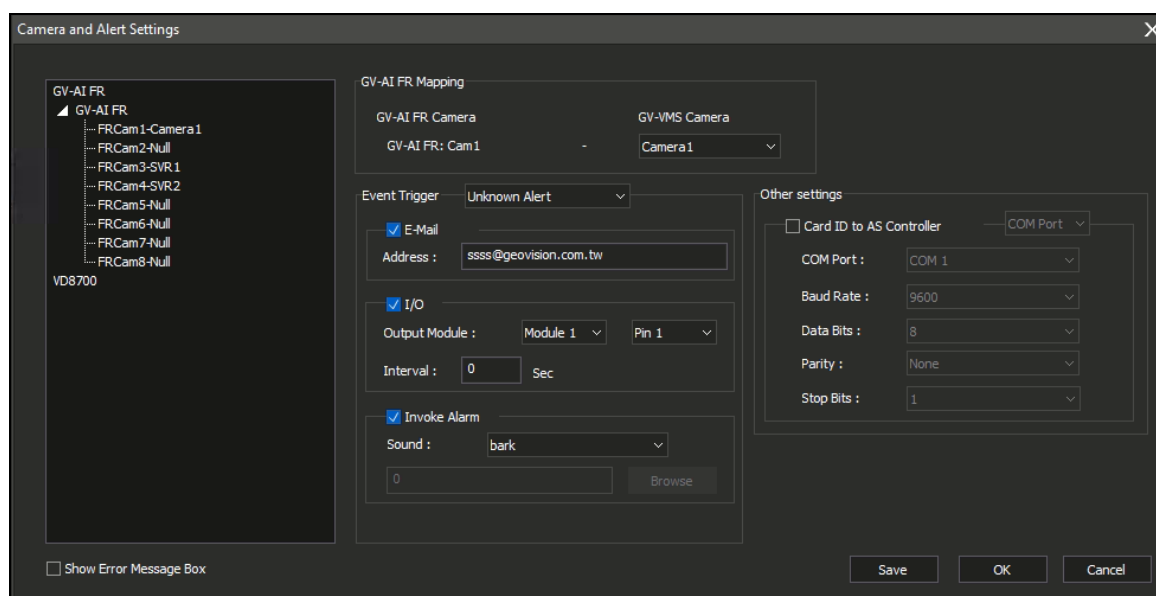 Camera and Alert Settings
GV-AI FR
GV-AI FR
FRCam1-Camera1
FRCam2-Null
FRCam3-SVR1
FRCam4-SVR2
FRCam5-Null
FRCam6-Null
FRCam7-Null
FRCam8-Null
VD8700
Show Error Message Box
GV-AI FR Mapping
GV-AI FR Camera GV-VMS Camera
GV-AI FR: Cam1 - Camera1
Event Trigger Unknown Alert
E-Mail
Address : ssss@geovision.com.tw
I/O
Output Module : Module 1 Pin 1
Interval : 0 Sec
Invoke Alarm
Sound : bark
0 Browse
Other settings
Card ID to AS Controller COM Port
COM Port : COM 1
Baud Rate : 9600
Data Bits : 8
Parity : None
Stop Bits : 1
Save OK Cancel